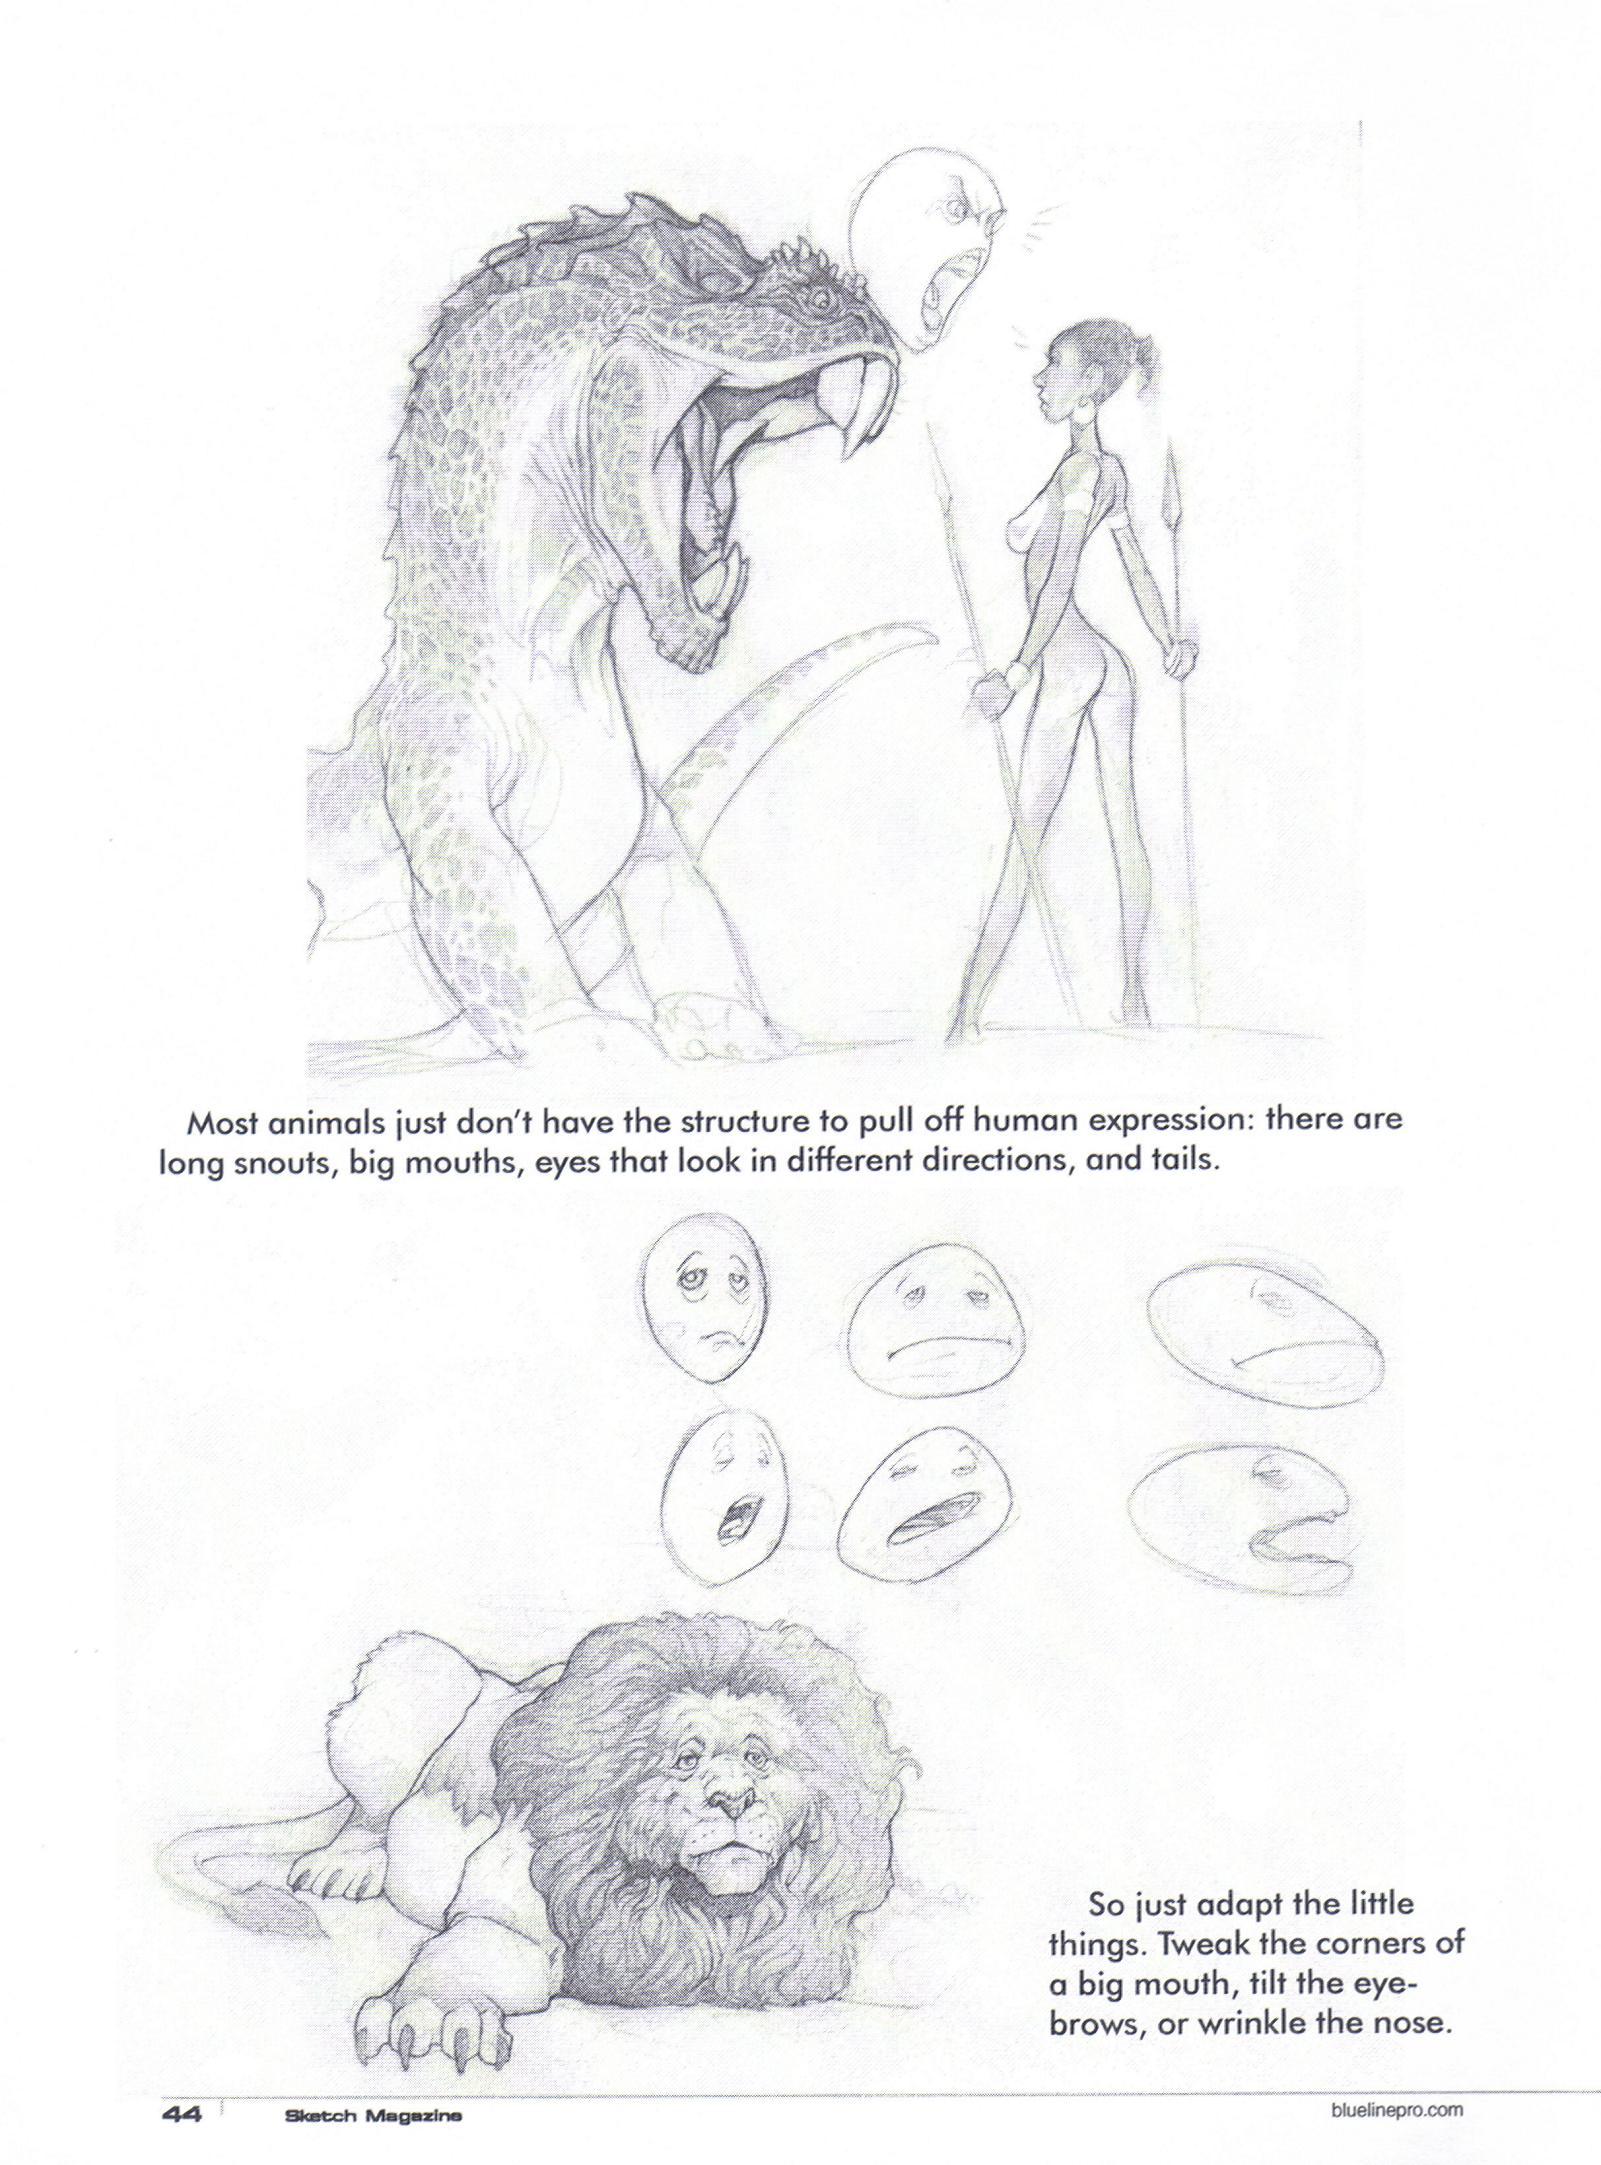 Most animals just don't have the structure to pull off human expression: there are
long snouts, big mouths, eyes that look in different directions, and tails.
So just adapt the little
things. Tweak the corners of
a big mouth, tilt the eye-
brows, or wrinkle the nose.
44
Sketch Magazine
bluelinepro.com